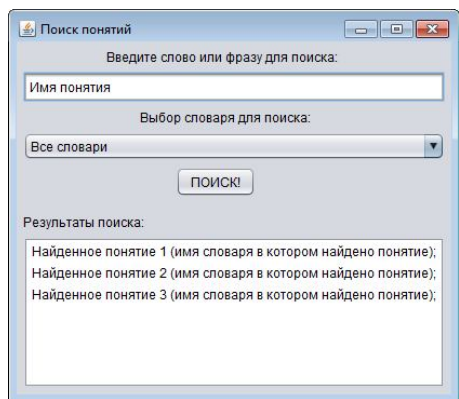 Поиск понятий
Введите слово или фразу для поиска:
Имя понятия
Выбор словаря для поиска:
Все словари
ПОИСК!
Результаты поиска:
Найденное понятие 1 (имя словаря в котором найдено понятие);
Найденное понятие 2 (имя словаря в котором найдено понятие);
Найденное понятие 3 (имя словаря в котором найдено понятие);